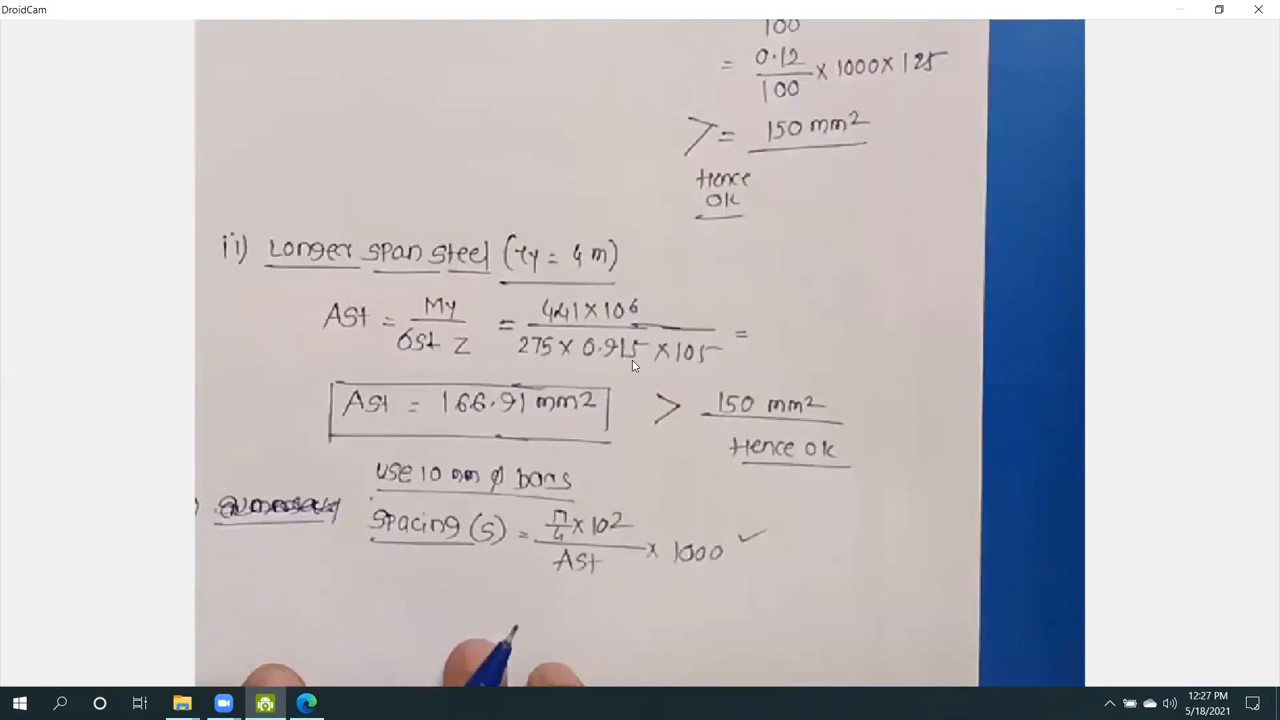 DroidCam
100
= 0.12/100 × 1000 × 125
>= 150 mm2
Hence
OK
ii) Longer span steel (ly = 4 m)
Ast = My/σst z = 4.41 × 10^6/275 × 0.915 × 105 =
Ast = 166.91 mm2 > 150 mm2
Hence ok
use 10 mm ø bars
spacing (s) = π/4 × 10^2/Ast × 1000 ✓
12:27 PM
5/18/2021